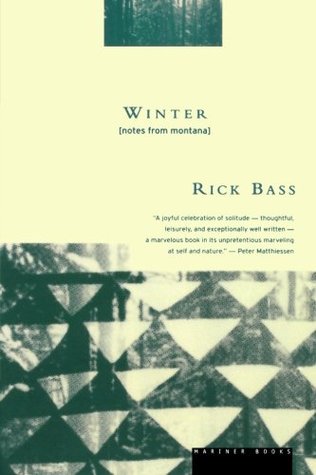 WINTER
[notes from montana]
RICK BASS
"A joyful celebration of solitude — thoughtful,
leisurely, and exceptionally well written —
a marvelous book in its unpretentious marveling
at self and nature." — Peter Matthiessen
MARINER BOOKS